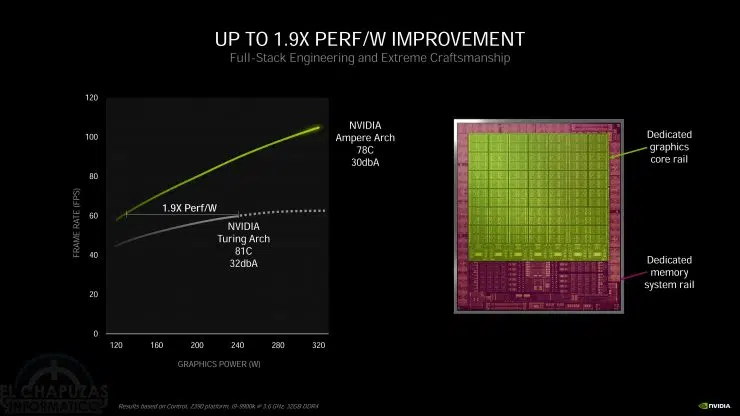 UP TO 1.9X PERF/W IMPROVEMENT
Full-Stack Engineering and Extreme Craftsmanship
120
100
80
60
40
20
0
FRAME RATE (FPS)
120
160
200
240
280
320
GRAPHICS POWER (W)
1.9X Perf/W
NVIDIA
Ampere Arch
78C
30dbA
NVIDIA
Turing Arch
81C
32dbA
Dedicated
graphics
core rail
Dedicated
memory
system rail
EL CHAPUZAS
INFORMÁTICO
Results based on Control, Z390 platform, i9-9900k @ 3.6 GHz, 32GB DDR4
NVIDIA